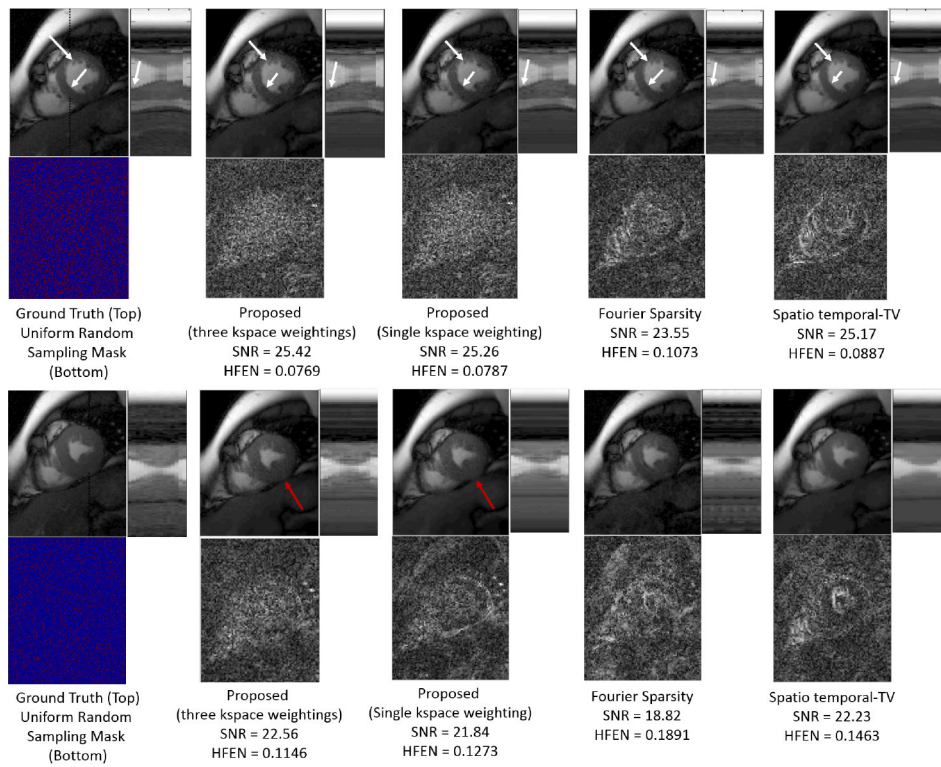 Ground Truth (Top)
Uniform Random
Sampling Mask
(Bottom)
Proposed
(three kspace weightings)
SNR = 25.42
HFEN = 0.0769
Proposed
(Single kspace weighting)
SNR = 25.26
HFEN = 0.0787
Fourier Sparsity
SNR = 23.55
HFEN = 0.1073
Spatio temporal-TV
SNR = 25.17
HFEN = 0.0887
Ground Truth (Top)
Uniform Random
Sampling Mask
(Bottom)
Proposed
(three kspace weightings)
SNR = 22.56
HFEN = 0.1146
Proposed
(Single kspace weighting)
SNR = 21.84
HFEN = 0.1273
Fourier Sparsity
SNR = 18.82
HFEN = 0.1891
Spatio temporal-TV
SNR = 22.23
HFEN = 0.1463